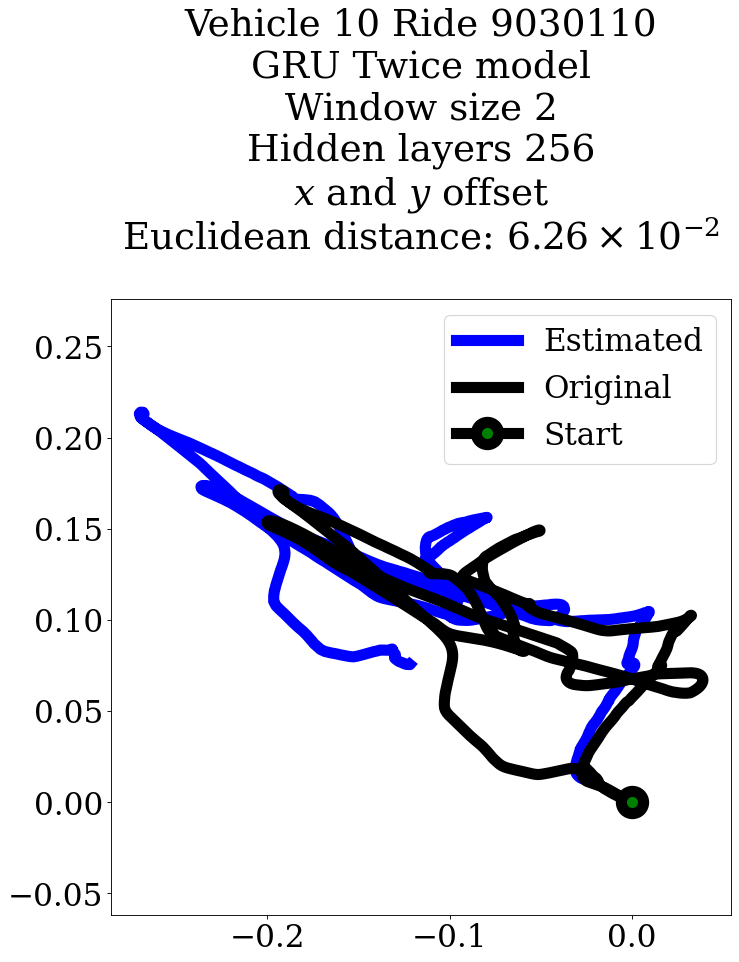 Vehicle 10 Ride 9030110
GRU Twice model
Window size 2
Hidden layers 256
x and y offset
Euclidean distance: 6.26 × 10⁻²
Estimated
Original
Start
0.25
0.20
0.15
0.10
0.05
0.00
−0.05
−0.2
−0.1
0.0